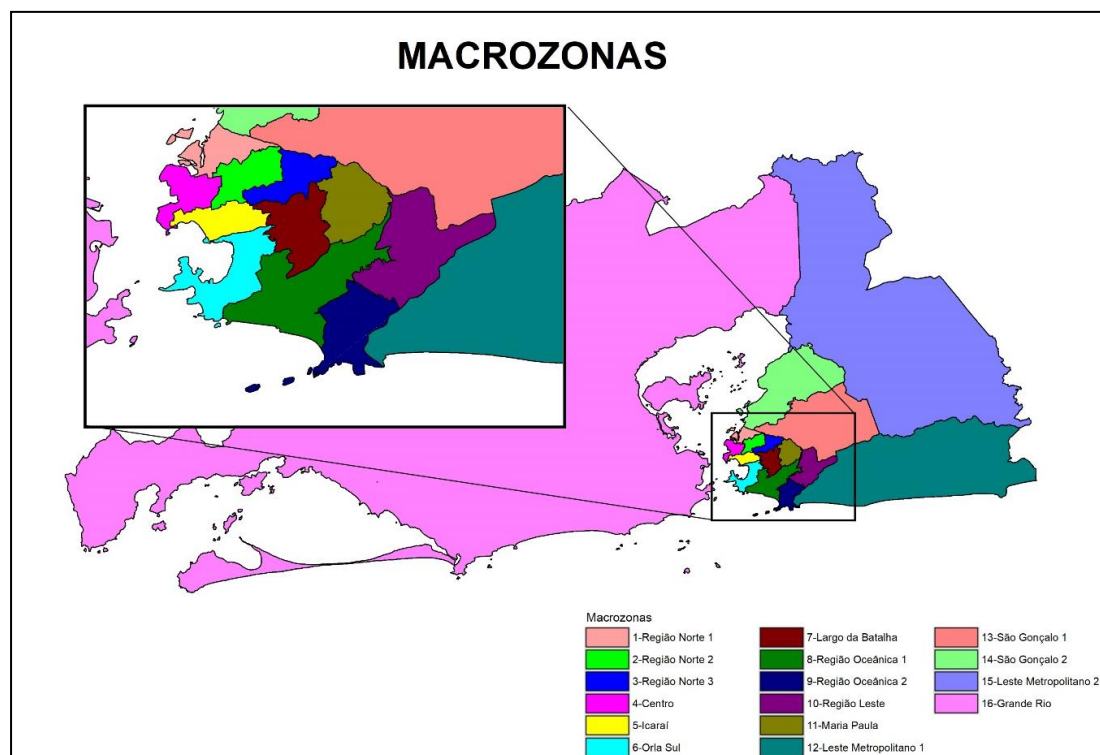 MACROZONAS
Macrozonas
1-Região Norte 1
2-Região Norte 2
3-Região Norte 3
4-Centro
5-Icaraí
6-Orla Sul
7-Largo da Batalha
8-Região Oceânica 1
9-Região Oceânica 2
10-Região Leste
11-Maria Paula
12-Leste Metropolitano 1
13-São Gonçalo 1
14-São Gonçalo 2
15-Leste Metropolitano 2
16-Grande Rio